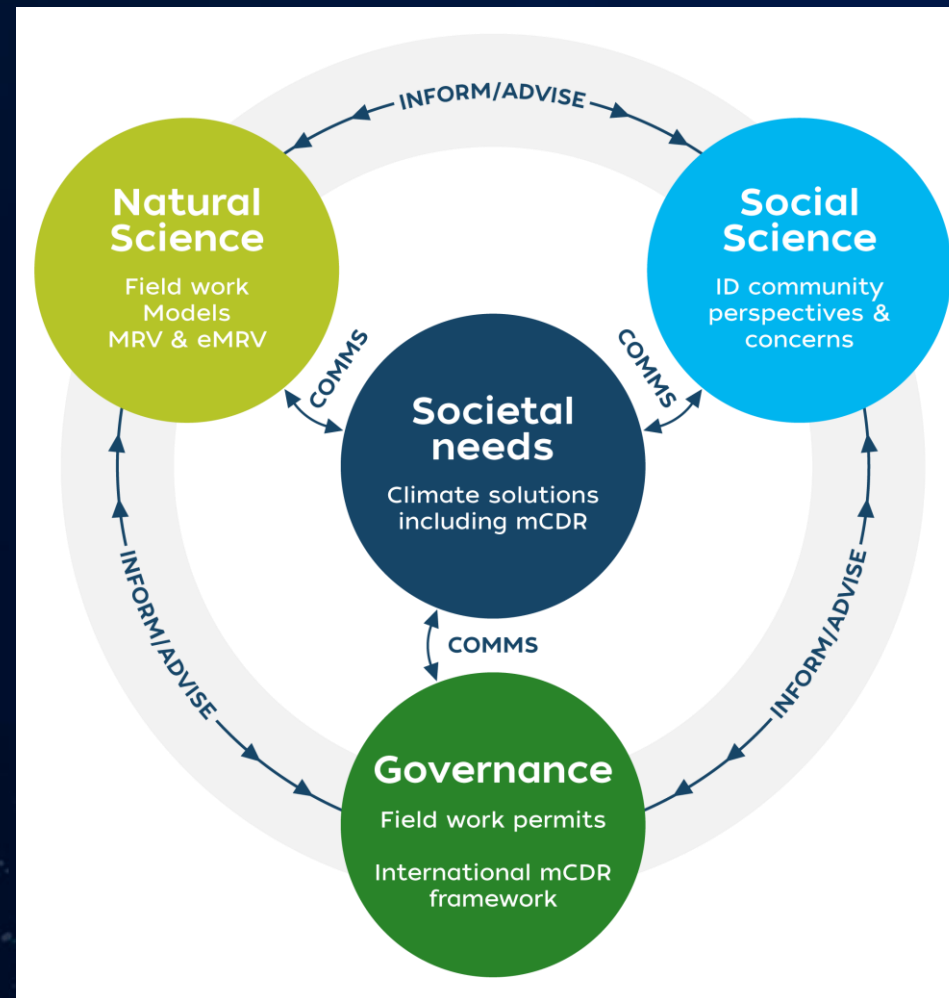 INFORM/ADVISE
Natural
Science
Field work
Models
MRV & eMRV
Social
Science
ID community
perspectives &
concerns
COMMS
COMMS
Societal
needs
Climate solutions
including mCDR
INFORM/ADVISE
INFORM/ADVISE
COMMS
Governance
Field work permits
International mCDR
framework